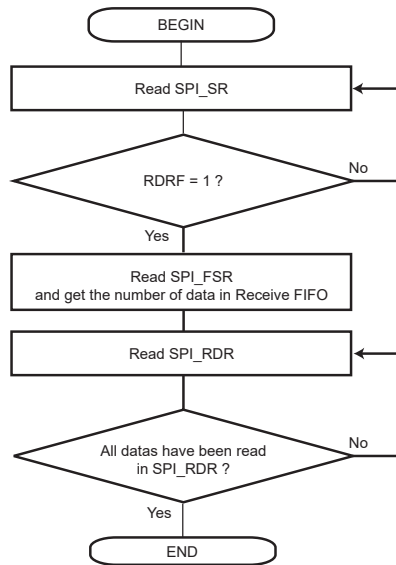 BEGIN
Read SPI_SR
RDRF = 1 ?
No
Yes
Read SPI_FSR
and get the number of data in Receive FIFO
Read SPI_RDR
All datas have been read
in SPI_RDR ?
No
Yes
END